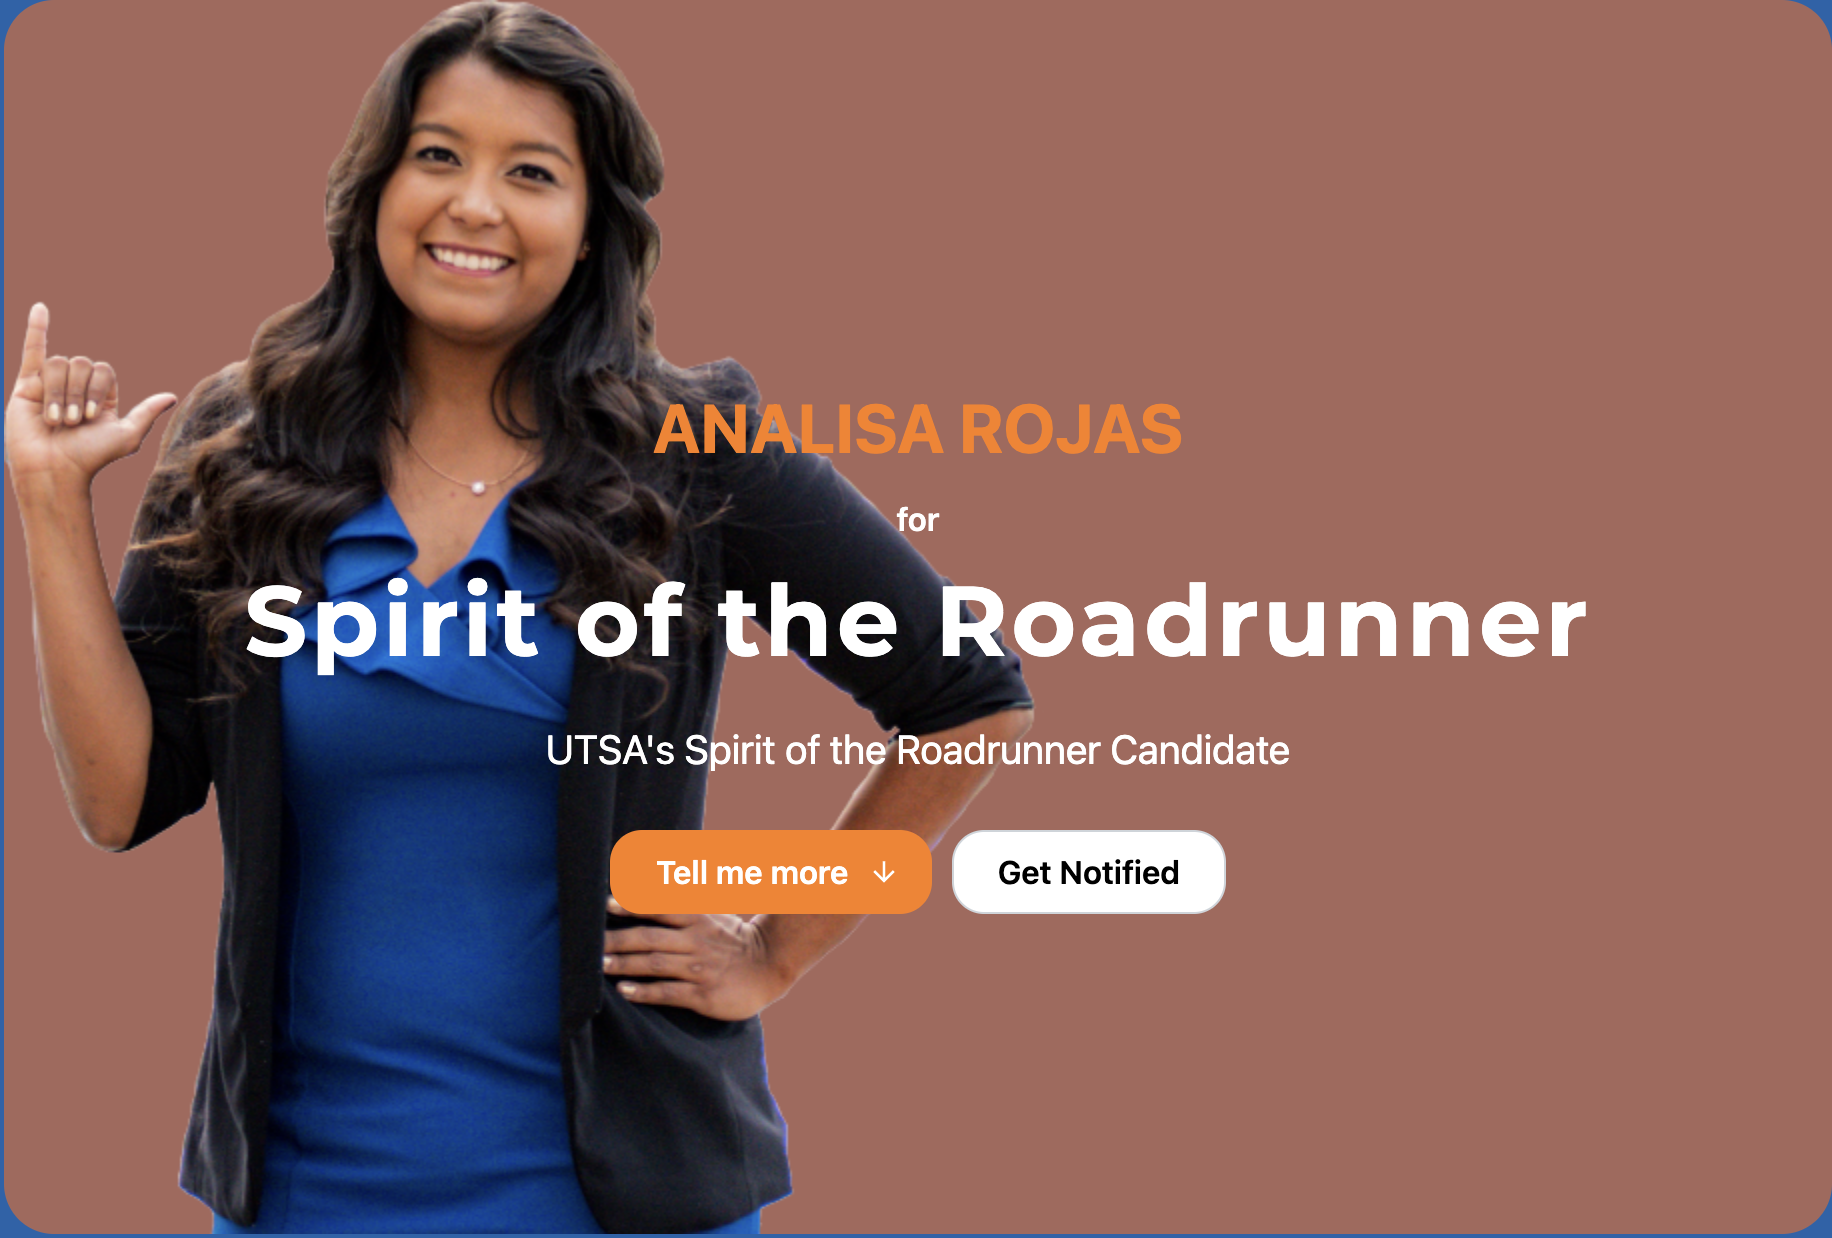 ANALISA ROJAS
for
Spirit of the Roadrunner
UTSA's Spirit of the Roadrunner Candidate
Tell me more ↓
Get Notified